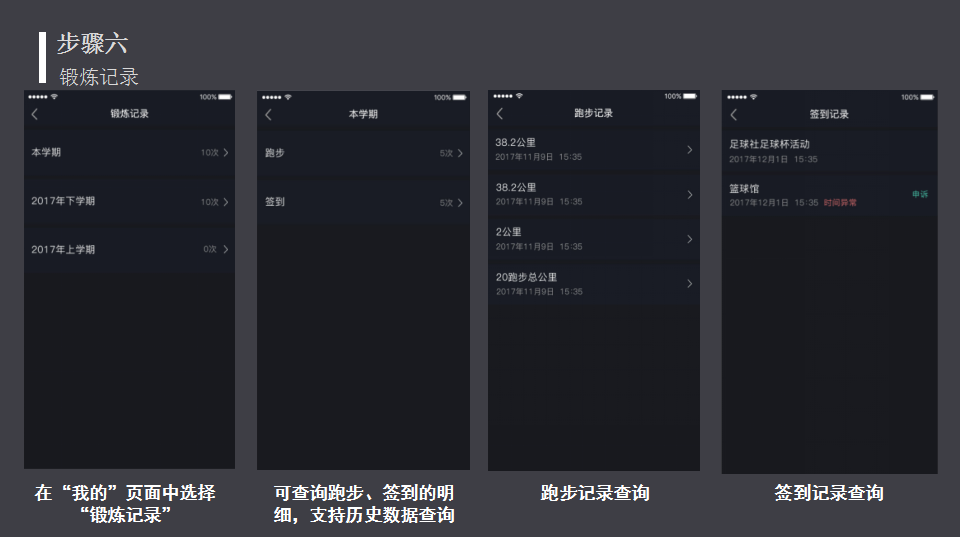 步骤六
锻炼记录
100%
锻炼记录
本学期 10次
2017年下学期 10次
2017年上学期 0次
在“我的”页面中选择
“锻炼记录”
100%
本学期
跑步 5次
签到 5次
可查询跑步、签到的明
细，支持历史数据查询
100%
跑步记录
38.2公里
2017年11月9日 15:35
38.2公里
2017年11月9日 15:35
2公里
2017年11月9日 15:35
20跑步总公里
2017年11月9日 15:35
跑步记录查询
100%
签到记录
足球社足球杯活动
2017年12月1日 15:35
篮球馆
2017年12月1日 15:35 时间异常
申诉
签到记录查询